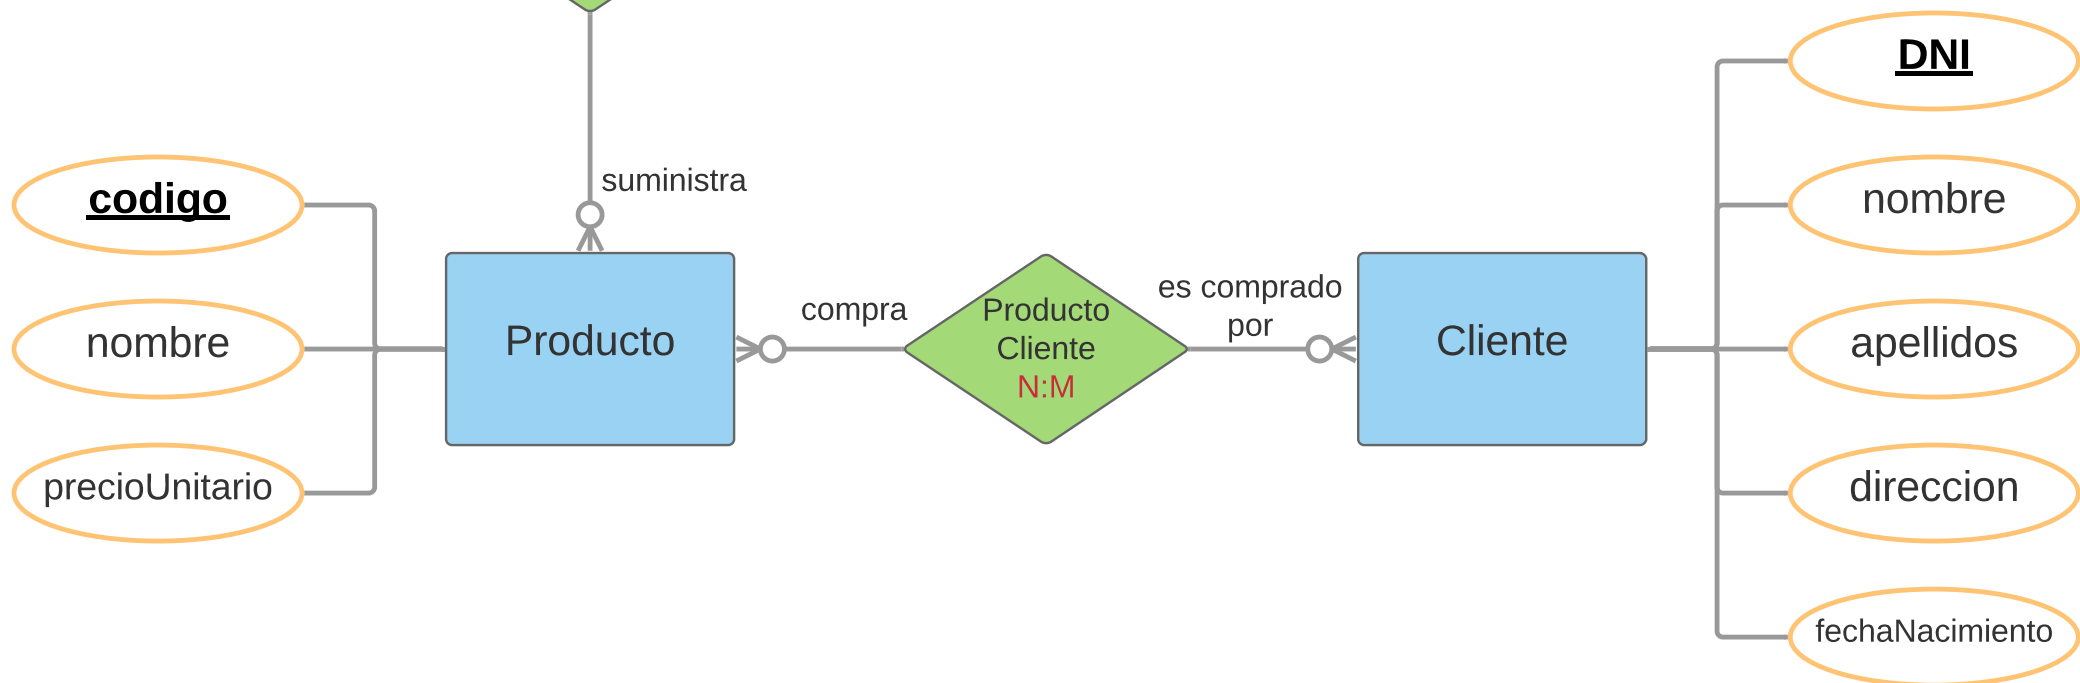 DNI
suministra
codigo
nombre
Producto
compra
Producto
Cliente
N:M
es comprado
por
Cliente
nombre
apellidos
precioUnitario
direccion
fechaNacimiento